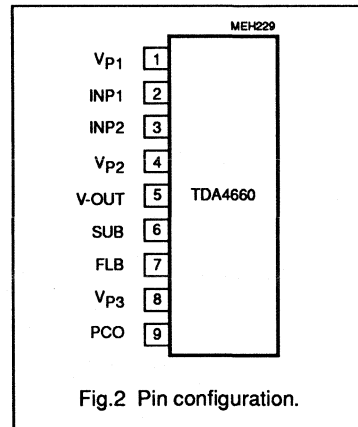 MEH229
VP1 1
INP1 2
INP2 3
VP2 4
V-OUT 5
TDA4660
SUB 6
FLB 7
VP3 8
PCO 9
Fig.2 Pin configuration.